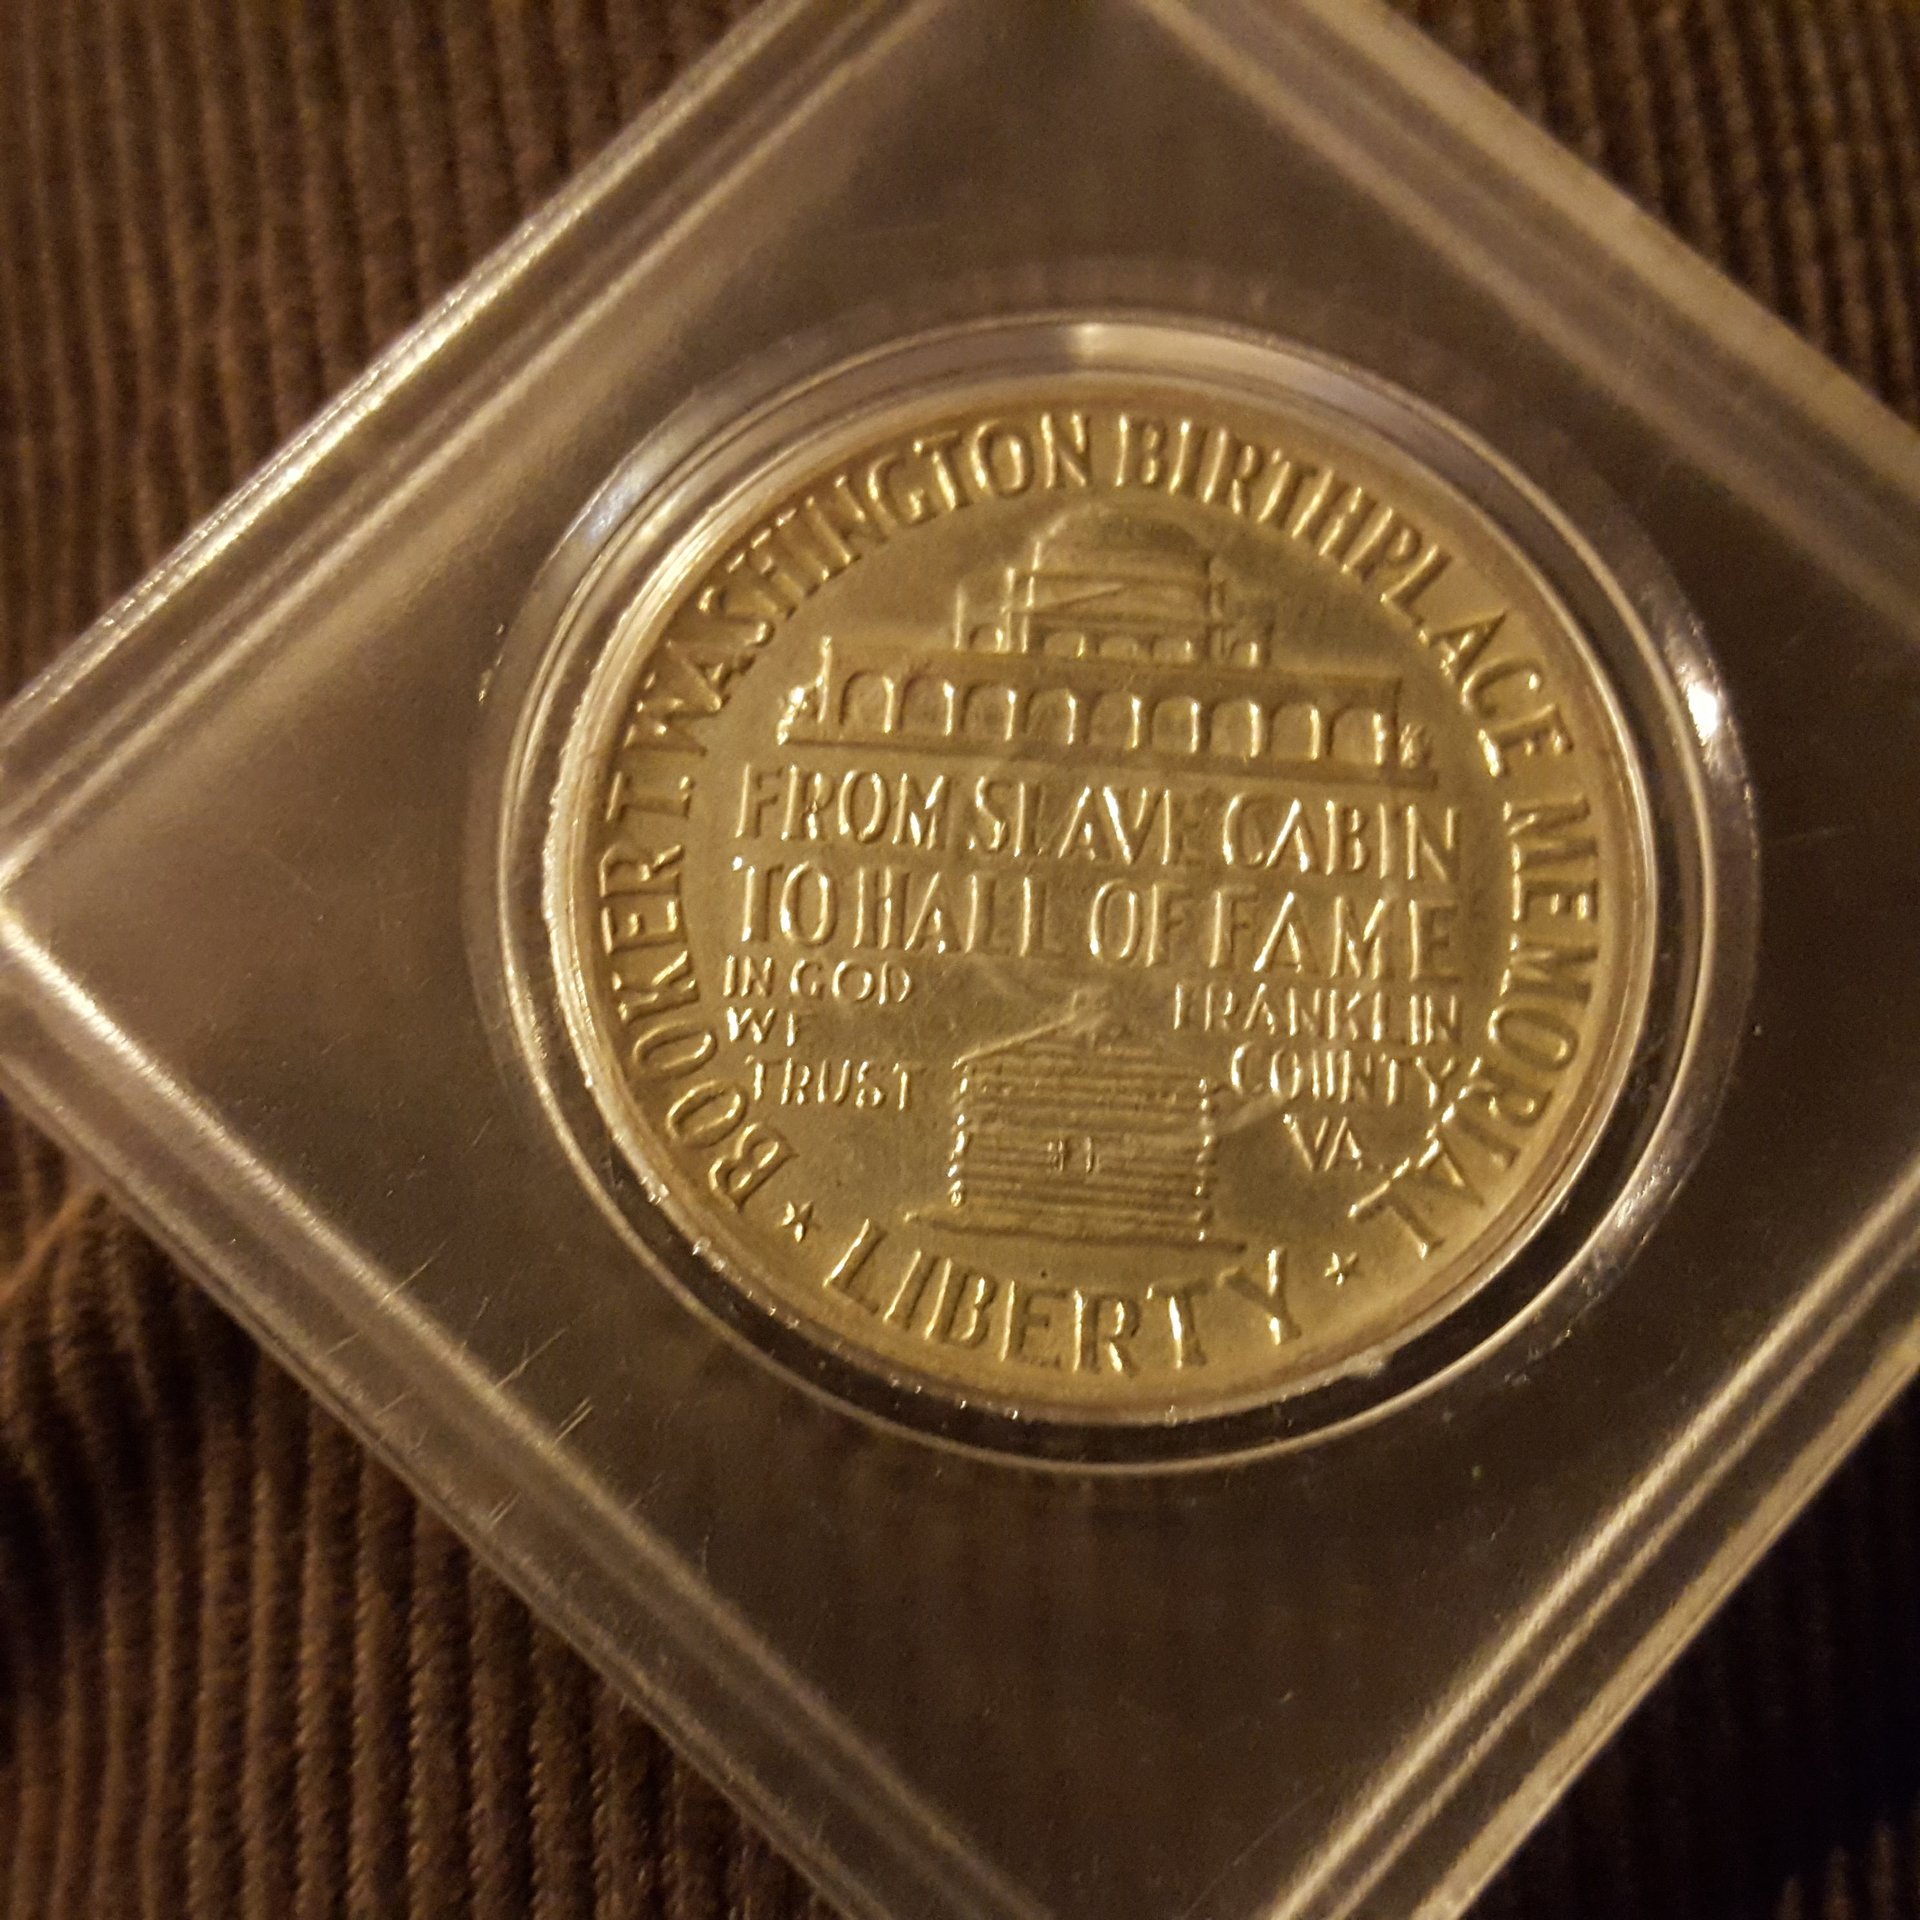 BOOKER T. WASHINGTON BIRTHPLACE MEMORIAL
FROM SLAVE CABIN
TO HALL OF FAME
IN GOD
WE
TRUST
FRANKLIN
COUNTY
VA.
LIBERTY